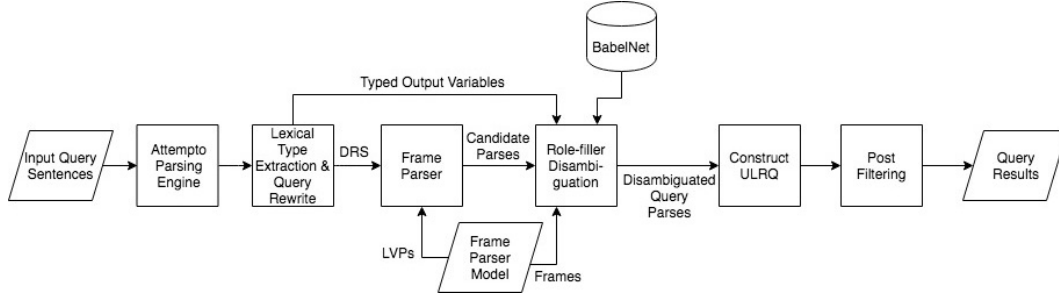 BabelNet
Typed Output Variables
Input Query
Sentences
Attempto
Parsing
Engine
Lexical
Type
Extraction &
Query
Rewrite
DRS
Frame
Parser
Candidate
Parses
Role-filler
Disambi-
guation
Disambiguated
Query
Parses
Construct
ULRQ
Post
Filtering
Query
Results
LVPs
Frame
Parser
Model
Frames